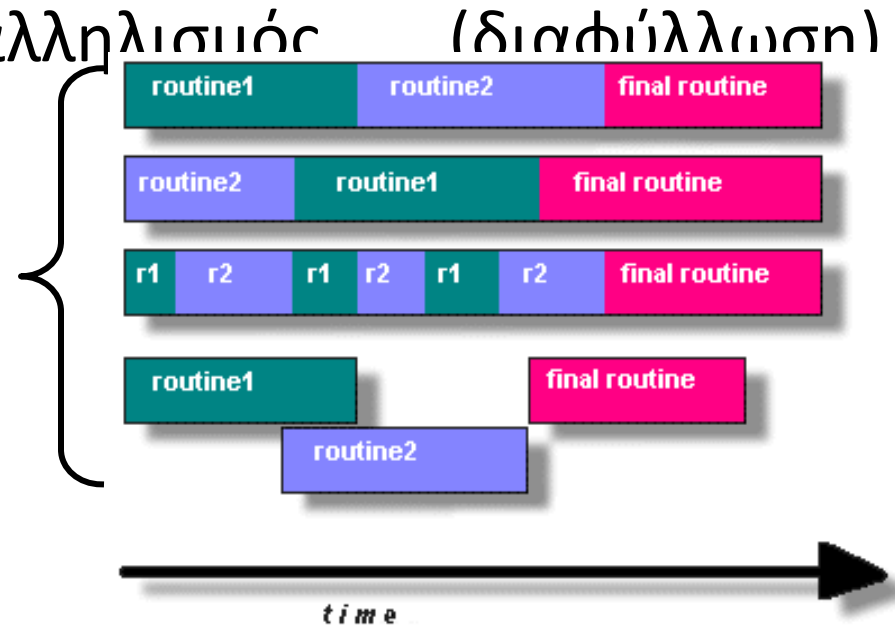 (διαφύλλωση)
routine1 routine2 final routine
routine2 routine1 final routine
r1 r2 r1 r2 r1 r2 final routine
routine1 final routine
routine2
time